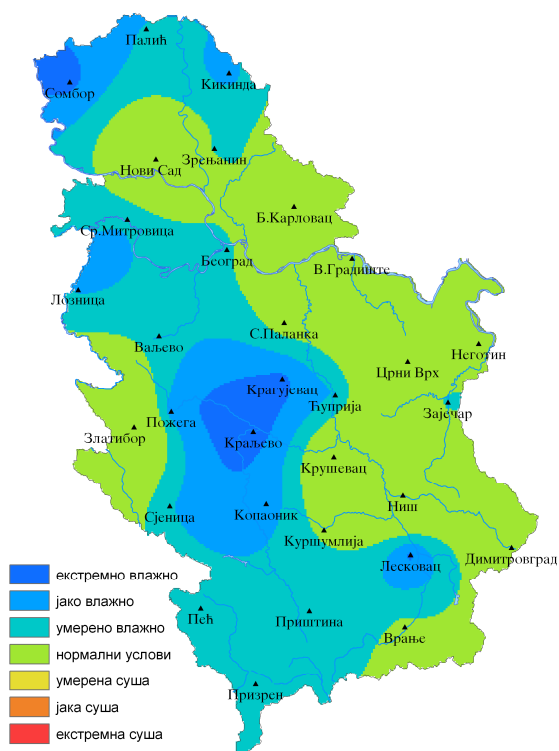 Палић
Кикинда
Сомбор
Зрењанин
Нови Сад
Б.Карловац
Ср.Митровица
Београд
В.Градиште
Лозница
С.Паланка
Ваљево
Неготин
Црни Врх
Крагујевац
Ћуприја
Зајечар
Пожега
Златибор
Краљево
Крушевац
Ниш
Сјеница
Копаоник
Куршумлија
Лесковац
Димитровград
Пећ
Приштина
Врање
Призрен
екстремно влажно
јако влажно
умерено влажно
нормални услови
умерена суша
јака суша
екстремна суша